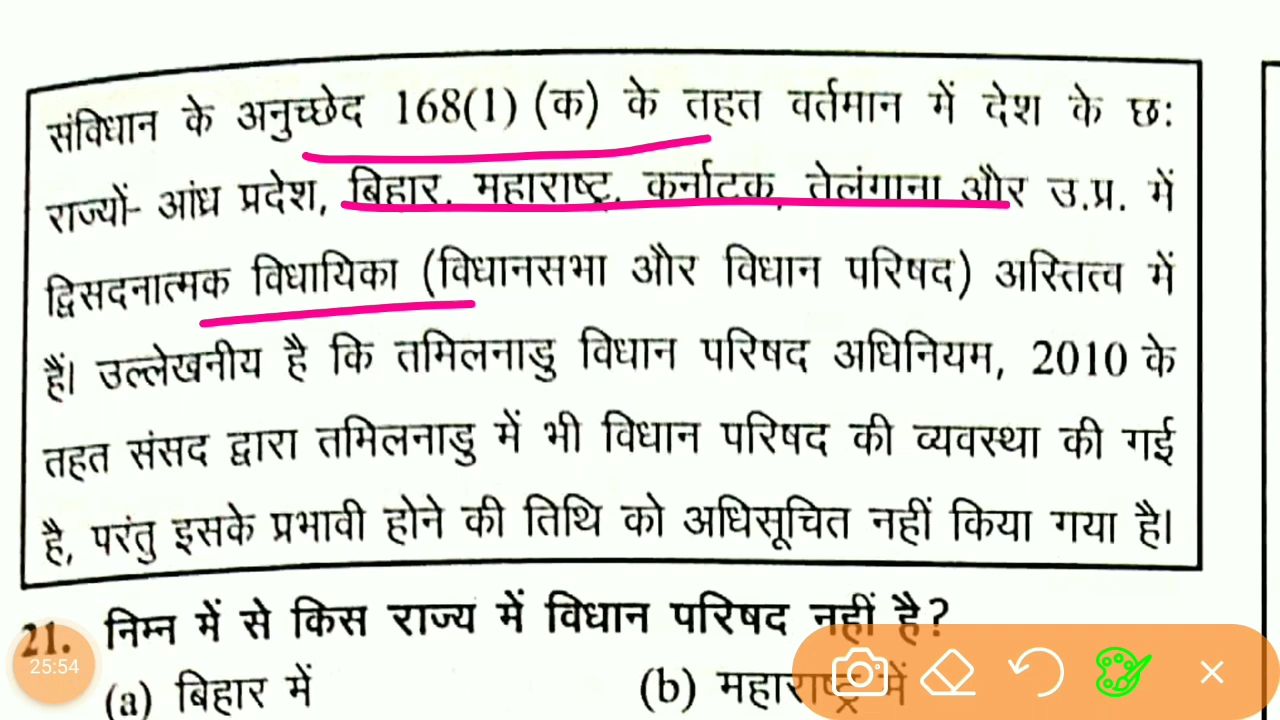 संविधान के अनुच्छेद 168(1) (क) के तहत वर्तमान में देश के छः
राज्यों- आंध्र प्रदेश, बिहार, महाराष्ट्र, कर्नाटक, तेलंगाना और उ.प्र. में
द्विसदनात्मक विधायिका (विधानसभा और विधान परिषद) अस्तित्व में
हैं। उल्लेखनीय है कि तमिलनाडु विधान परिषद अधिनियम, 2010 के
तहत संसद द्वारा तमिलनाडु में भी विधान परिषद की व्यवस्था की गई
है, परंतु इसके प्रभावी होने की तिथि को अधिसूचित नहीं किया गया है।
21. निम्न में से किस राज्य में विधान परिषद नहीं है?
(a) बिहार में (b) महाराष्ट्र में
25:54